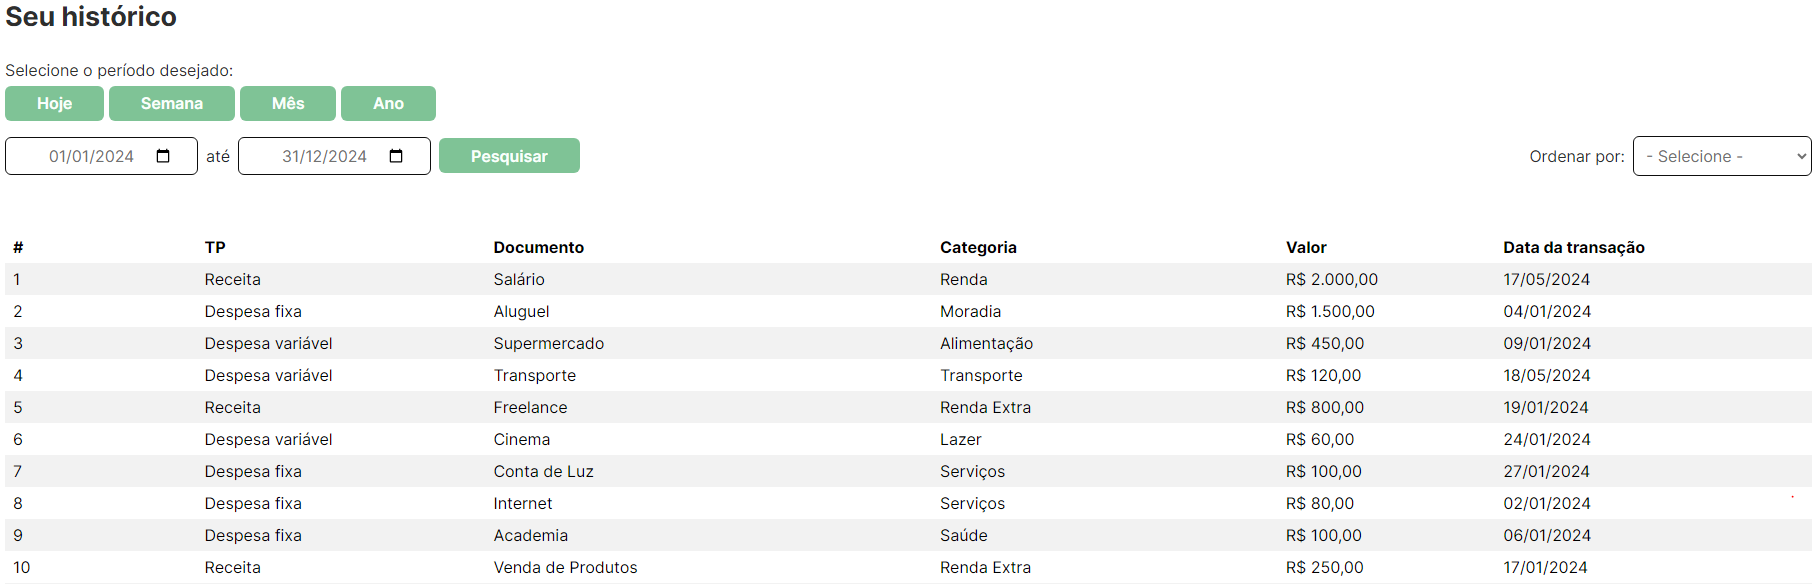 Seu histórico
Selecione o período desejado:
Hoje Semana Mês Ano
01/01/2024 até 31/12/2024 Pesquisar Ordenar por: - Selecione -
# TP Documento Categoria Valor Data da transação
1 Receita Salário Renda R$ 2.000,00 17/05/2024
2 Despesa fixa Aluguel Moradia R$ 1.500,00 04/01/2024
3 Despesa variável Supermercado Alimentação R$ 450,00 09/01/2024
4 Despesa variável Transporte Transporte R$ 120,00 18/05/2024
5 Receita Freelance Renda Extra R$ 800,00 19/01/2024
6 Despesa variável Cinema Lazer R$ 60,00 24/01/2024
7 Despesa fixa Conta de Luz Serviços R$ 100,00 27/01/2024
8 Despesa fixa Internet Serviços R$ 80,00 02/01/2024
9 Despesa fixa Academia Saúde R$ 100,00 06/01/2024
10 Receita Venda de Produtos Renda Extra R$ 250,00 17/01/2024